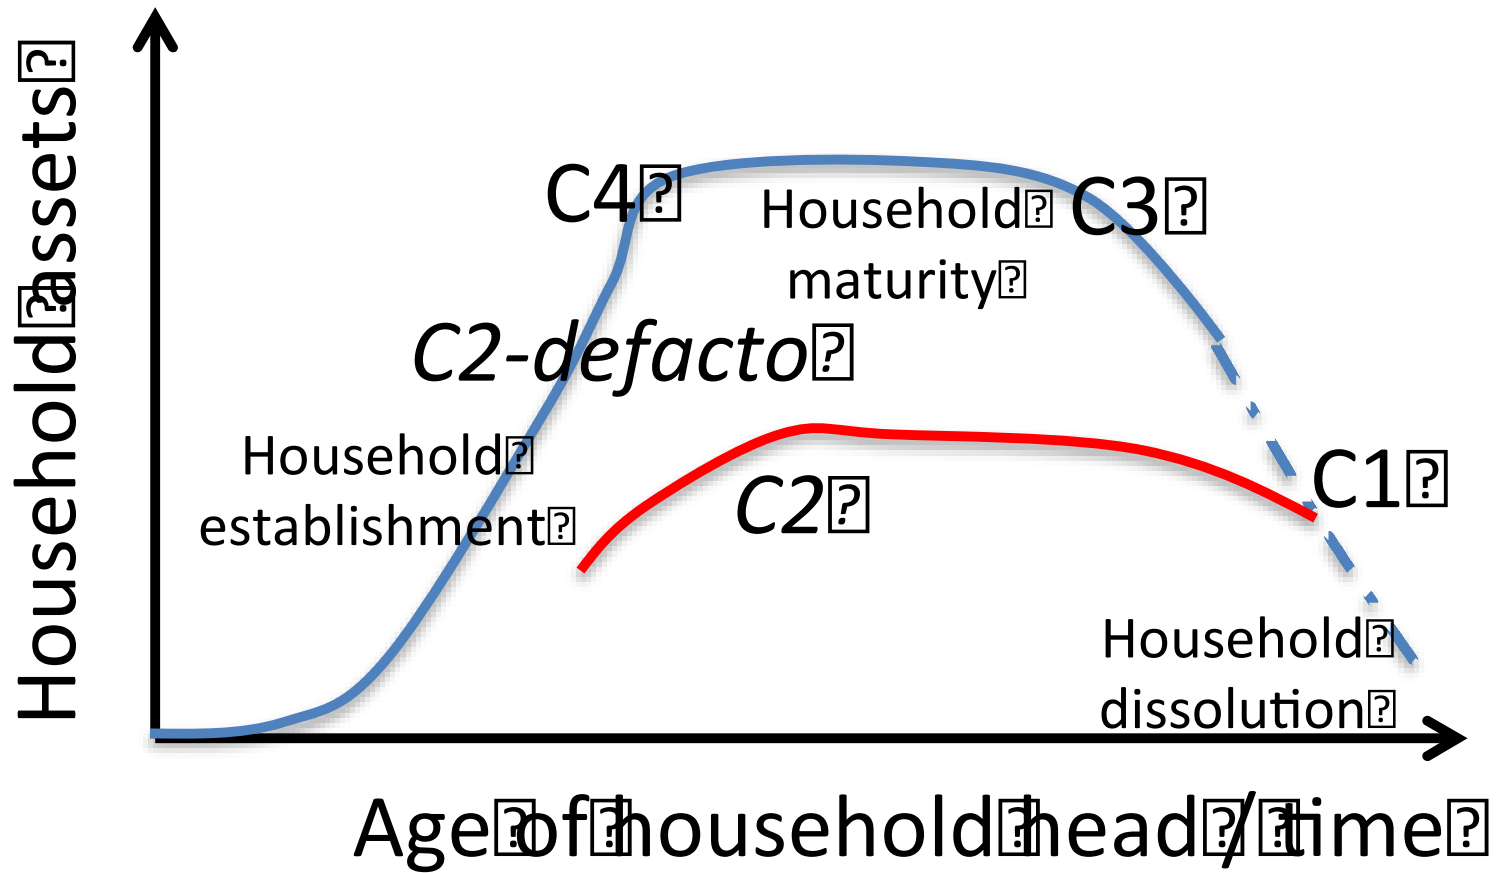 Household assets
C4
Household
maturity
C3
C2-defacto
Household
establishment
C2
C1
Household
dissolution
Age of household head / time